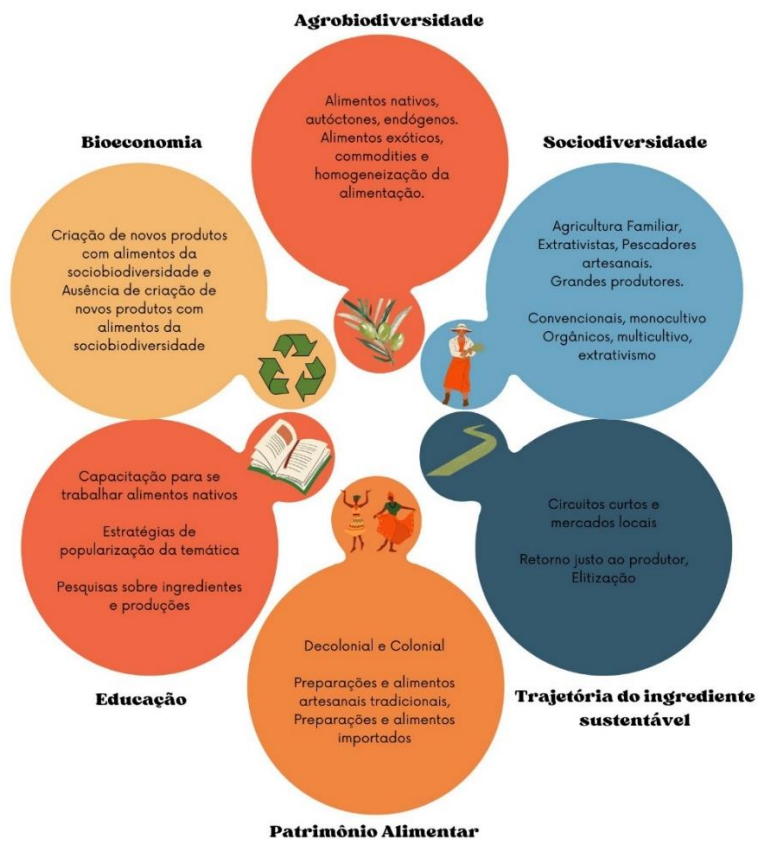 Agrobiodiversidade
Alimentos nativos,
autóctones, endógenos.
Alimentos exóticos,
commodities e
homogeneização da
alimentação.
Bioeconomia
Criação de novos produtos
com alimentos da
sociobiodiversidade e
Ausência de criação de
novos produtos com
alimentos da
sociobiodiversidade
Sociodiversidade
Agricultura Familiar,
Extrativistas, Pescadores
artesanais.
Grandes produtores.
Convencionais, monocultivo
Orgânicos, multicultivo,
extrativismo
Capacitação para se
trabalhar alimentos nativos
Estratégias de
popularização da temática
Pesquisas sobre ingredientes
e produções
Educação
Circuitos curtos e
mercados locais
Retorno justo ao produtor,
Elitização
Trajetória do ingrediente
sustentável
Decolonial e Colonial
Preparações e alimentos
artesanais tradicionais,
Preparações e alimentos
importados
Patrimônio Alimentar